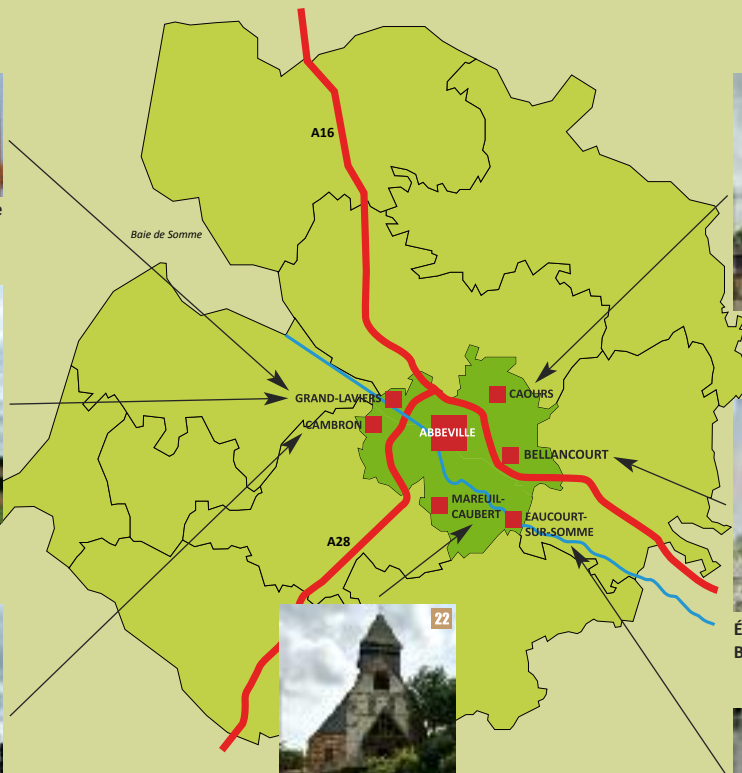 A16
Baie de Somme
GRAND-LAVIERS
CAOURS
CAMBRON
ABBEVILLE
BELLANCOURT
MAREUIL-
CAUBERT
EAUCOURT-
SUR-SOMME
A28
22
É
B
e